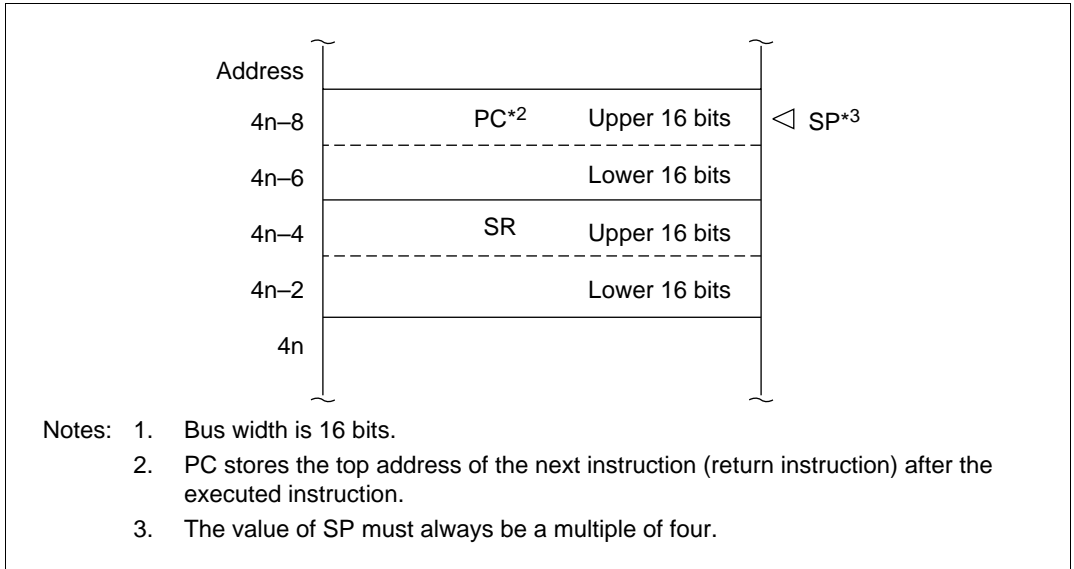 Address
4n–8 PC*2 Upper 16 bits SP*3
4n–6 Lower 16 bits
4n–4 SR Upper 16 bits
4n–2 Lower 16 bits
4n
Notes: 1. Bus width is 16 bits.
2. PC stores the top address of the next instruction (return instruction) after the
executed instruction.
3. The value of SP must always be a multiple of four.